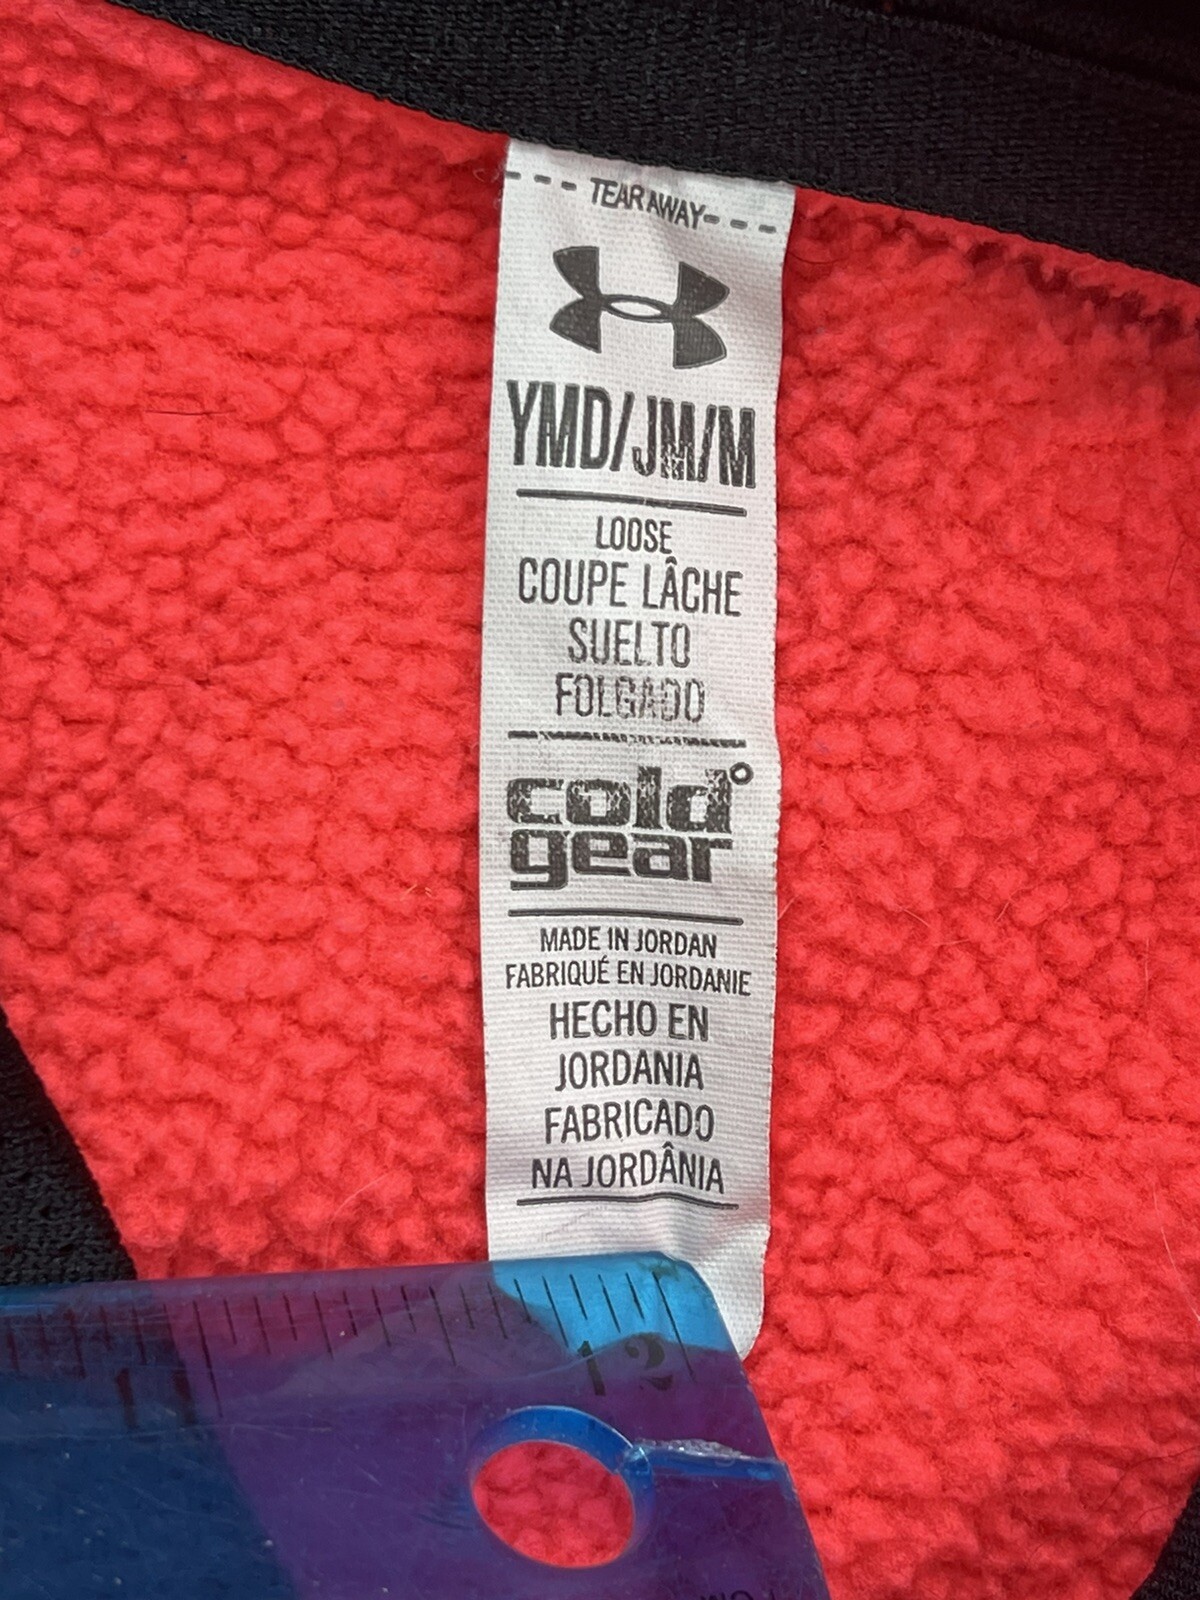 TEAR AWAY
YMD/JM/M
LOOSE
COUPE LÂCHE
SUELTO
FOLGADO
cold°
gear
MADE IN JORDAN
FABRIQUÉ EN JORDANIE
HECHO EN
JORDANIA
FABRICADO
NA JORDÂNIA
11 12